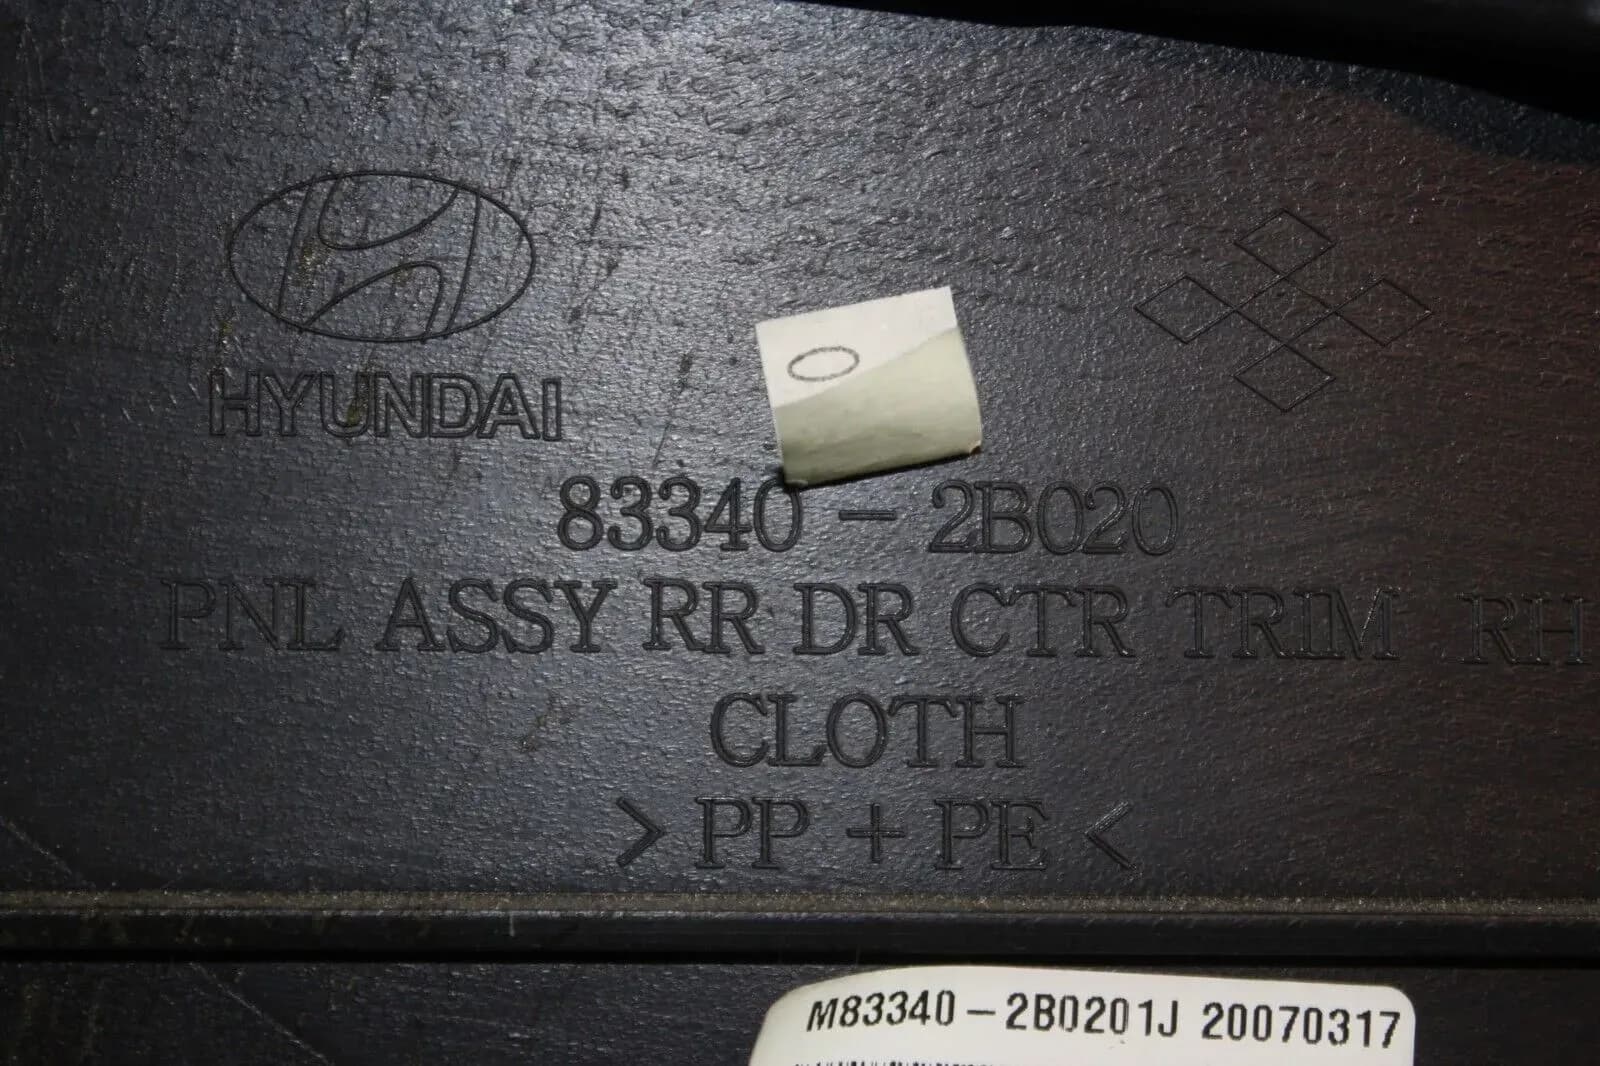 HYUNDAI
83340-2B020
PNL ASSY RR DR CTR TRIM RH
CLOTH
>PP+PE<
M83340-2B0201J 20070317